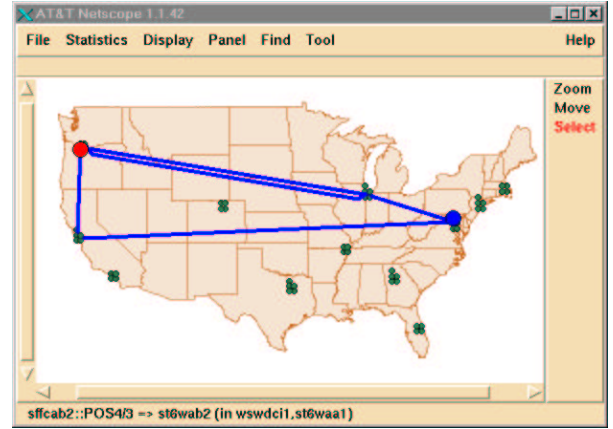 AT&T Netscope 1.1.42
File Statistics Display Panel Find Tool Help
Zoom
Move
Select
sffcab2::POS4/3 => st6wab2 (in wswdci1,st6waa1)